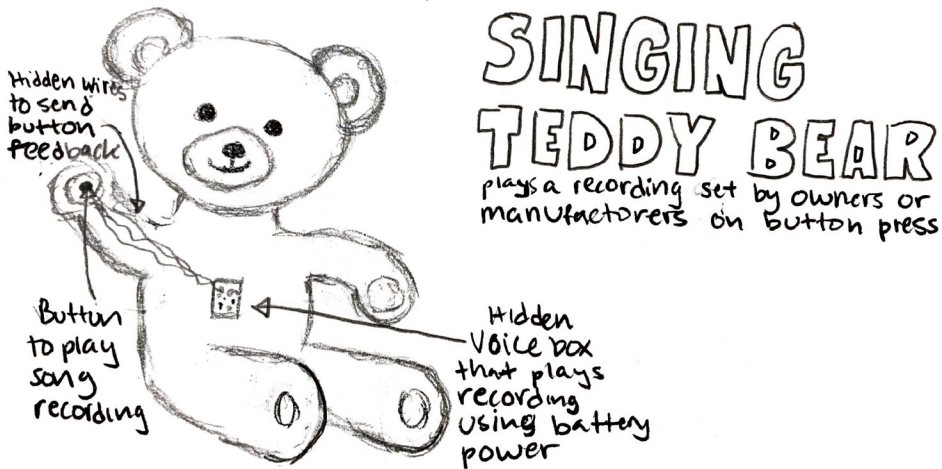 SINGING
TEDDY BEAR
plays a recording set by owners or
manufactorers on button press
Hidden wires
to send
button
feedback
Button
to play
song
recording
Hidden
Voice box
that plays
recording
using battery
power